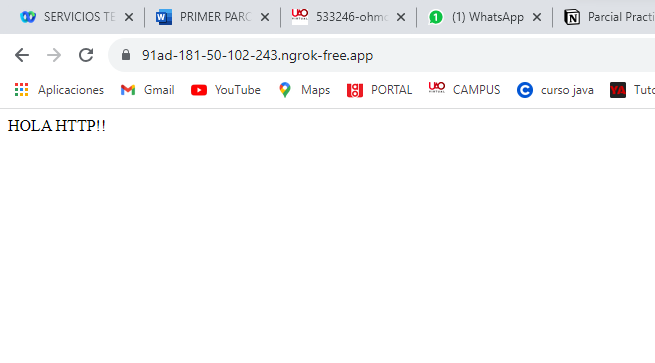 SERVICIOS TE
PRIMER PARC
533246-ohmc
(1) WhatsApp
Parcial Practi
91ad-181-50-102-243.ngrok-free.app
Aplicaciones
Gmail
YouTube
Maps
PORTAL
CAMPUS
curso java
Tuto
HOLA HTTP!!